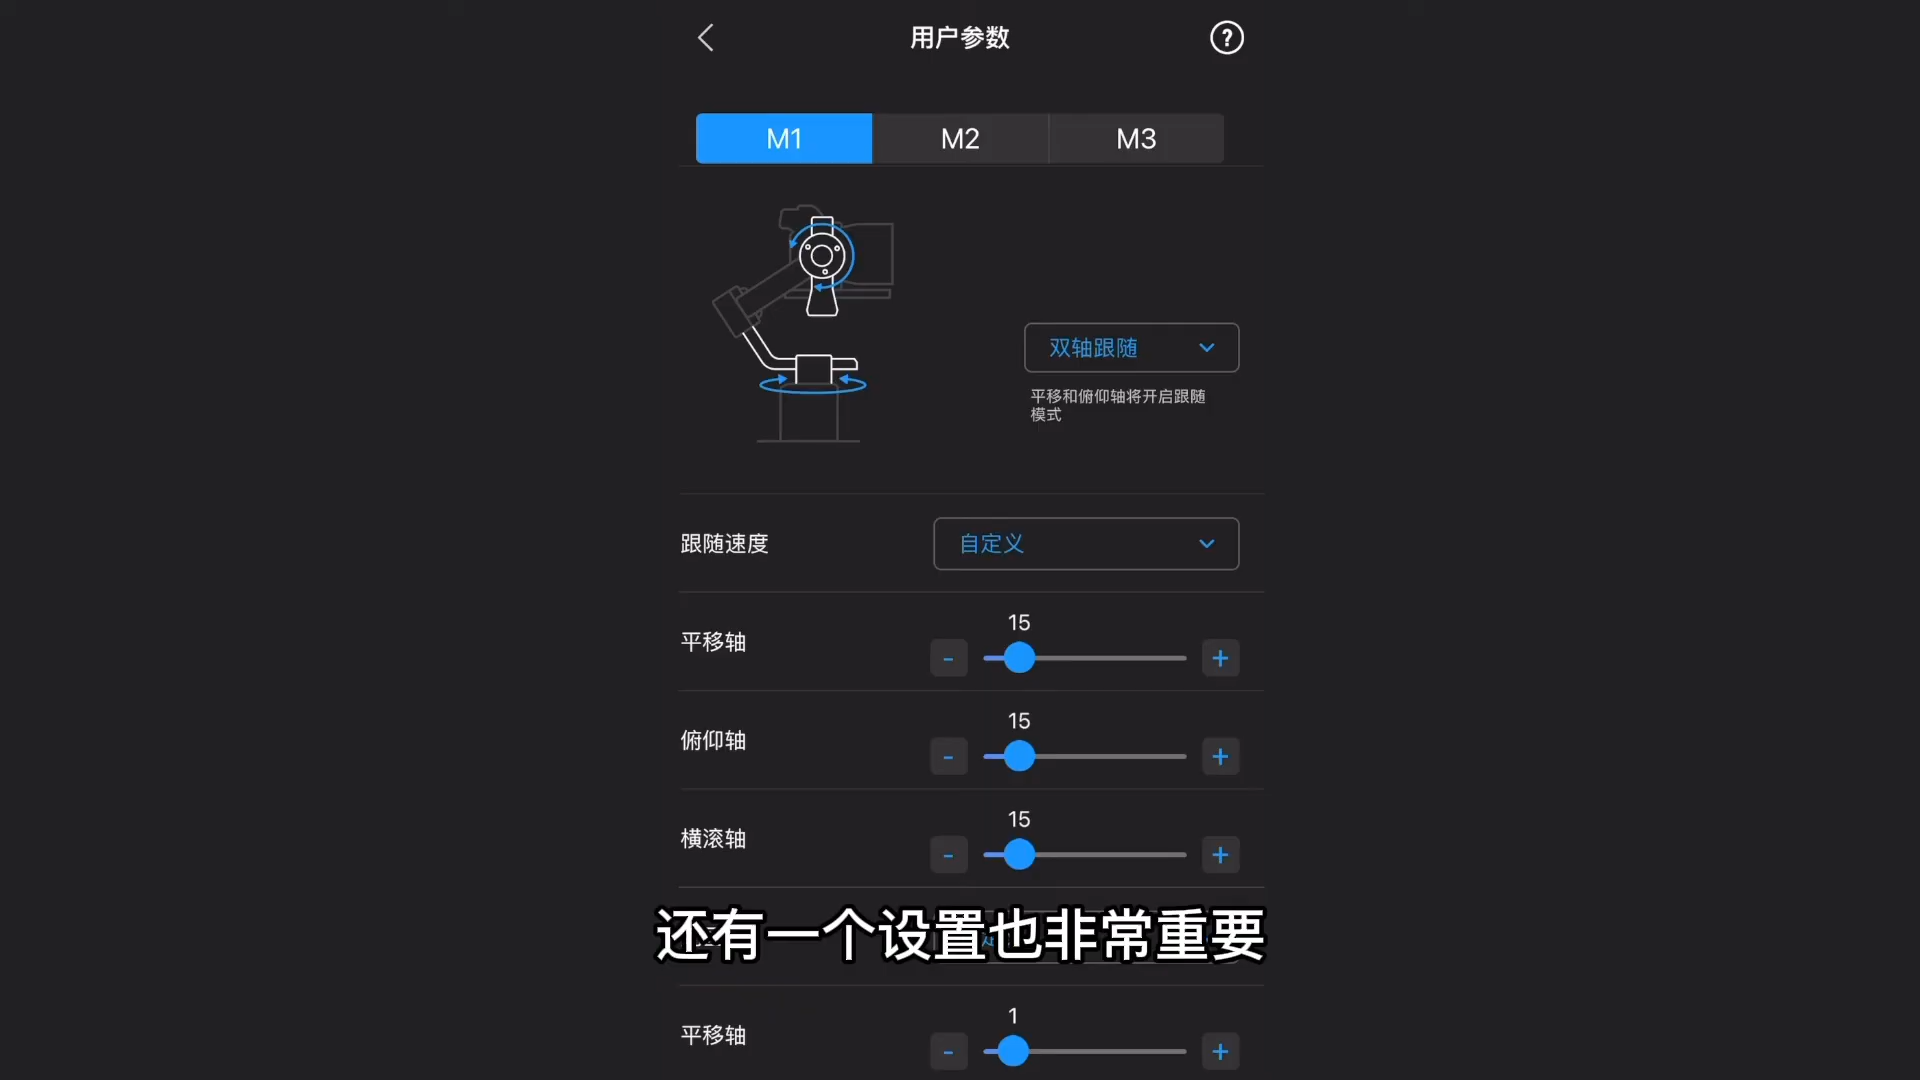 用户参数
?
M1 M2 M3
双轴跟随
平移和俯仰轴将开启跟随
模式
跟随速度 自定义
15
平移轴 - +
15
俯仰轴 - +
15
横滚轴 - +
还有一个设置也非常重要
1
平移轴 - +